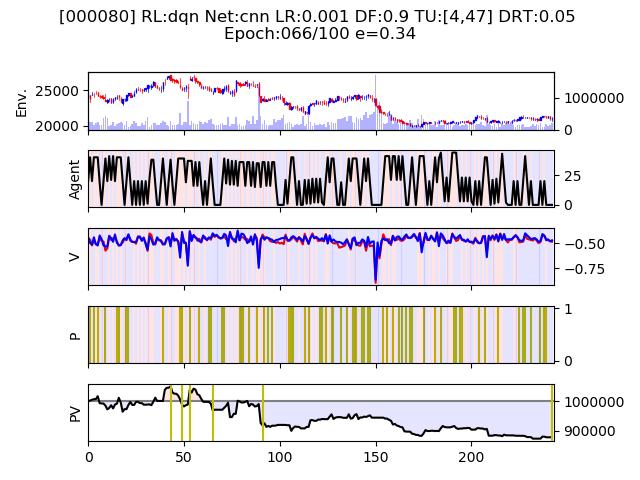 [000080] RL:dqn Net:cnn LR:0.001 DF:0.9 TU:[4,47] DRT:0.05
Epoch:066/100 e=0.34
Env.
25000
20000
1000000
0
Agent
25
0
V
−0.50
−0.75
P
1
0
PV
1000000
900000
0 50 100 150 200